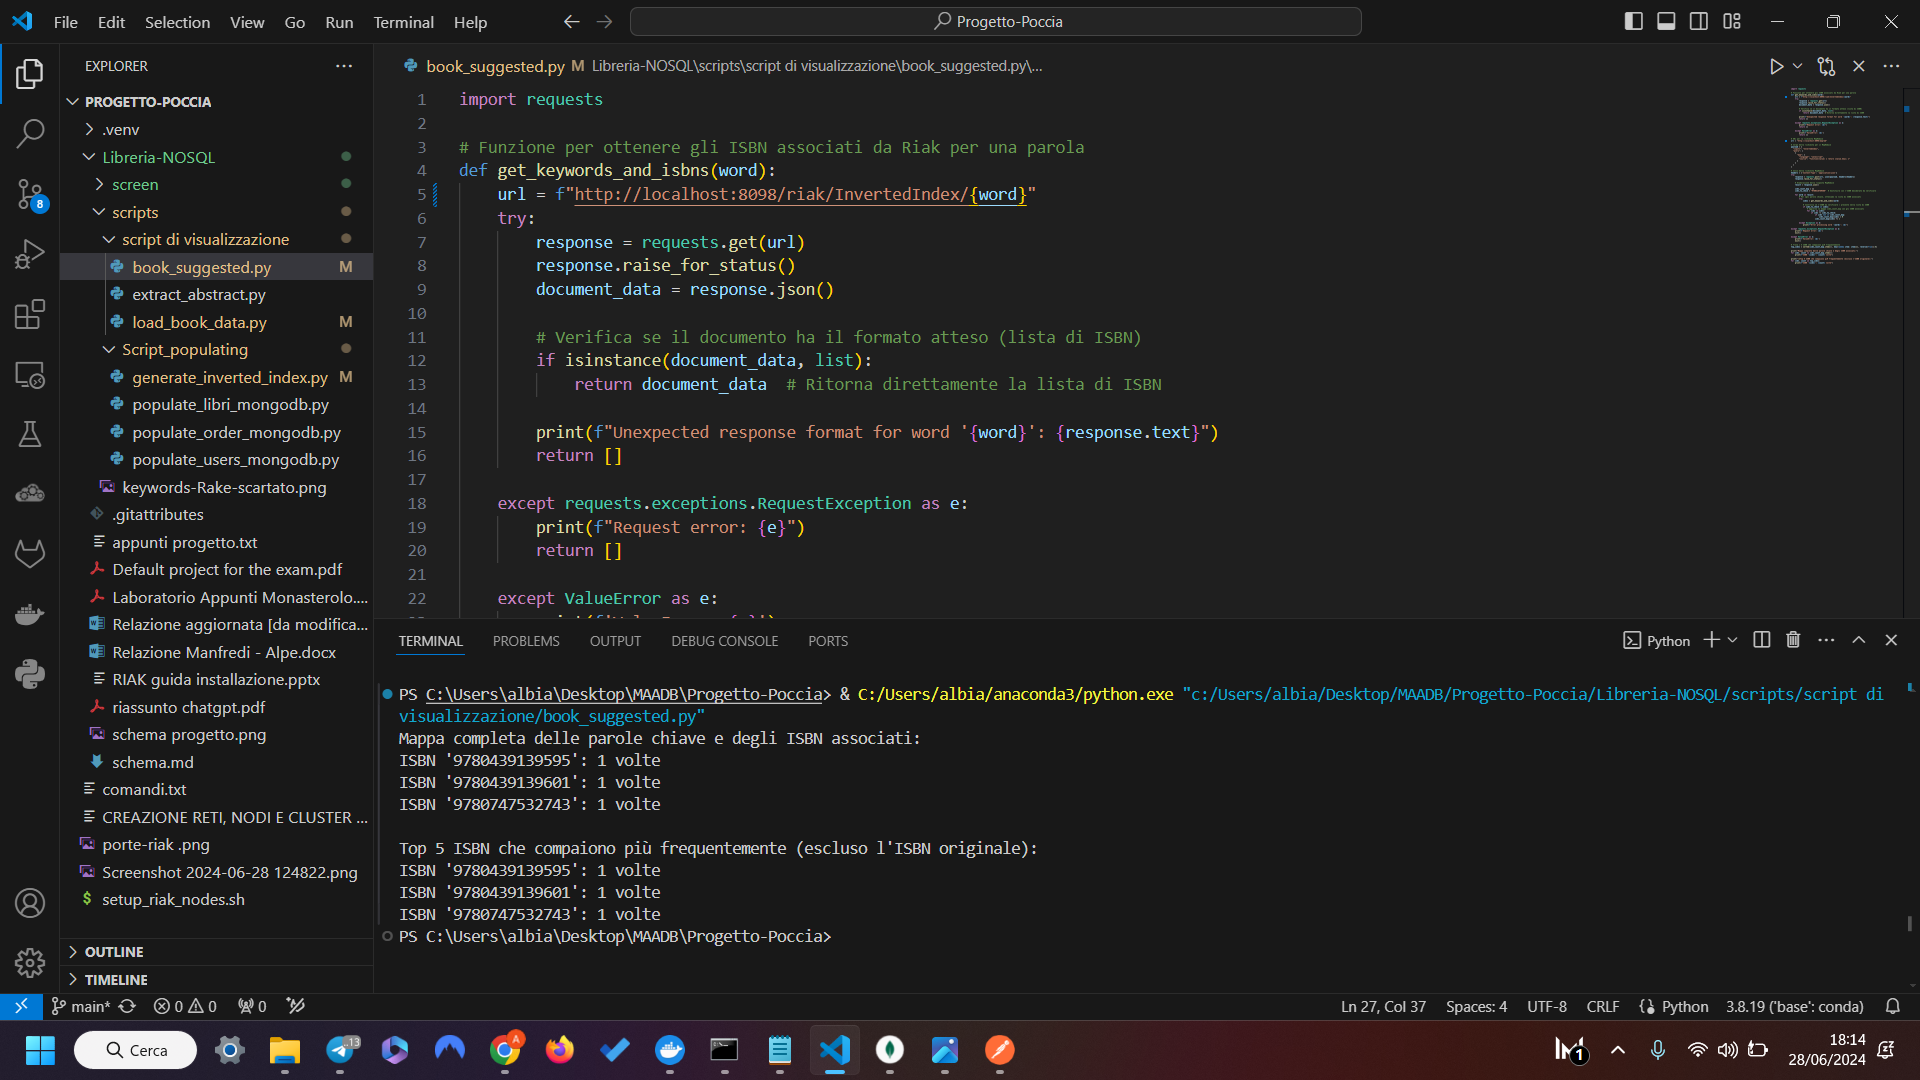 File Edit Selection View Go Run Terminal Help
Progetto-Poccia
EXPLORER
PROGETTO-POCCIA
.venv
Libreria-NOSQL
screen
scripts
script di visualizzazione
book_suggested.py M
extract_abstract.py
load_book_data.py M
Script_populating
generate_inverted_index.py M
populate_libri_mongodb.py
populate_order_mongodb.py
populate_users_mongodb.py
keywords-Rake-scartato.png
.gitattributes
appunti progetto.txt
Default project for the exam.pdf
Laboratorio Appunti Monasterolo....
Relazione aggiornata [da modifica...
Relazione Manfredi - Alpe.docx
RIAK guida installazione.pptx
riassunto chatgpt.pdf
schema progetto.png
schema.md
comandi.txt
CREAZIONE RETI, NODI E CLUSTER ...
porte-riak .png
Screenshot 2024-06-28 124822.png
setup_riak_nodes.sh
OUTLINE
TIMELINE
8
book_suggested.py M Libreria-NOSQL\scripts\script di visualizzazione\book_suggested.py\...
1 import requests
2
3 # Funzione per ottenere gli ISBN associati da Riak per una parola
4 def get_keywords_and_isbns(word):
5 url = f"http://localhost:8098/riak/InvertedIndex/{word}"
6 try:
7 response = requests.get(url)
8 response.raise_for_status()
9 document_data = response.json()
10
11 # Verifica se il documento ha il formato atteso (lista di ISBN)
12 if isinstance(document_data, list):
13 return document_data # Ritorna direttamente la lista di ISBN
14
15 print(f"Unexpected response format for word '{word}': {response.text}")
16 return []
17
18 except requests.exceptions.RequestException as e:
19 print(f"Request error: {e}")
20 return []
21
22 except ValueError as e:
TERMINAL PROBLEMS OUTPUT DEBUG CONSOLE PORTS
Python
PS C:\Users\albia\Desktop\MAADB\Progetto-Poccia> & C:/Users/albia/anaconda3/python.exe "c:/Users/albia/Desktop/MAADB/Progetto-Poccia/Libreria-NOSQL/scripts/script di
visualizzazione/book_suggested.py"
Mappa completa delle parole chiave e degli ISBN associati:
ISBN '9780439139595': 1 volte
ISBN '9780439139601': 1 volte
ISBN '9780747532743': 1 volte
Top 5 ISBN che compaiono più frequentemente (escluso l'ISBN originale):
ISBN '9780439139595': 1 volte
ISBN '9780439139601': 1 volte
ISBN '9780747532743': 1 volte
PS C:\Users\albia\Desktop\MAADB\Progetto-Poccia>
main* 0 0 0
Ln 27, Col 37 Spaces: 4 UTF-8 CRLF Python 3.8.19 ('base': conda)
Cerca
13
A
1
18:14
28/06/2024